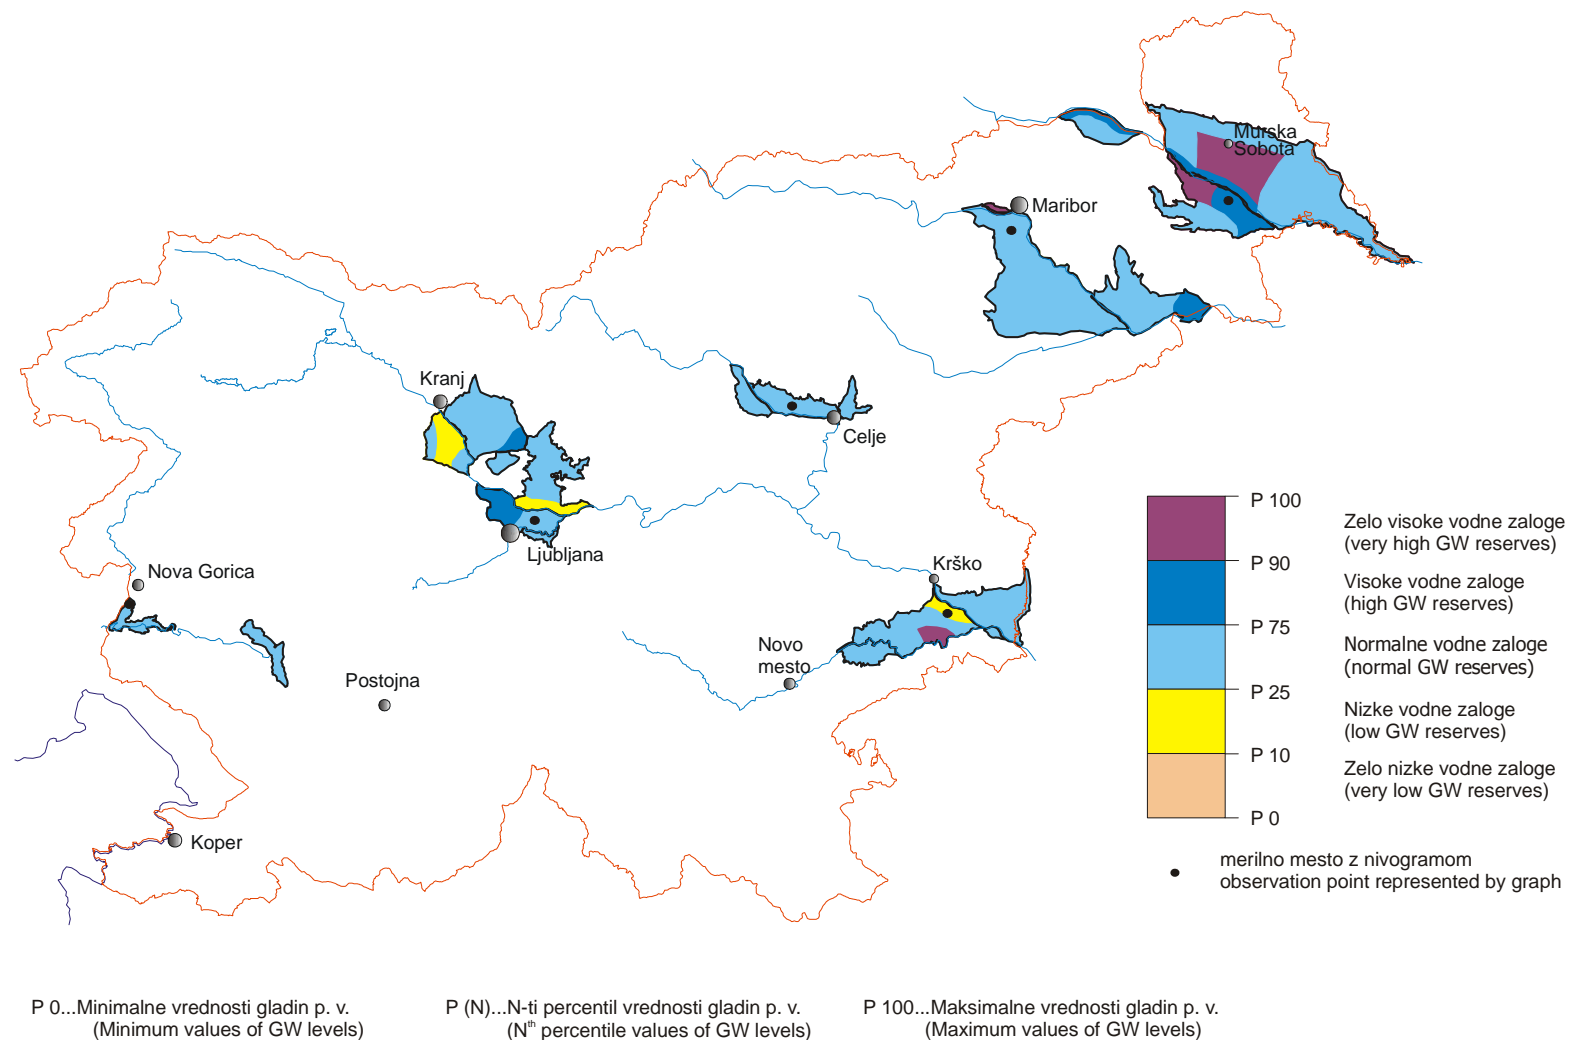 Murska
Sobota
Maribor
Kranj
Celje
Ljubljana
Nova Gorica
Krško
Novo
mesto
Postojna
Koper
P 100
Zelo visoke vodne zaloge
(very high GW reserves)
P 90
Visoke vodne zaloge
(high GW reserves)
P 75
Normalne vodne zaloge
(normal GW reserves)
P 25
Nizke vodne zaloge
(low GW reserves)
P 10
Zelo nizke vodne zaloge
(very low GW reserves)
P 0
merilno mesto z nivogramom
observation point represented by graph
P 0...Minimalne vrednosti gladin p. v.
(Minimum values of GW levels)
P (N)...N-ti percentil vrednosti gladin p. v.
(Nth percentile values of GW levels)
P 100...Maksimalne vrednosti gladin p. v.
(Maximum values of GW levels)